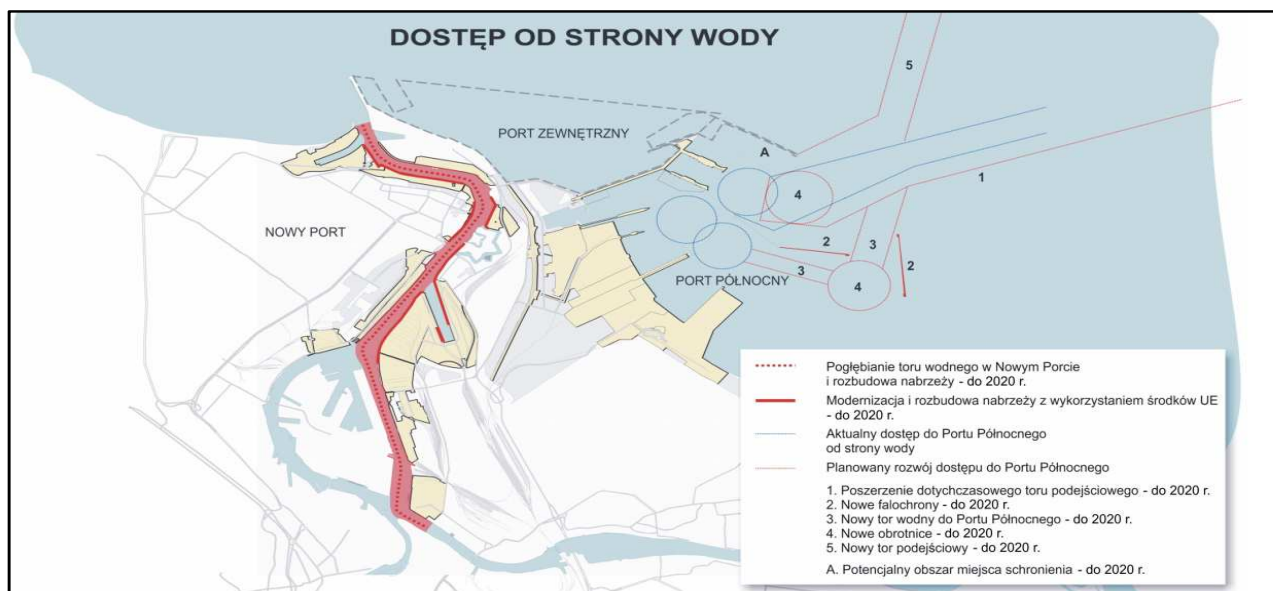 DOSTĘP OD STRONY WODY
5
PORT ZEWNĘTRZNY
A
4
1
NOWY PORT
2
3
2
3
PORT PÓŁNOCNY
4
Pogłębianie toru wodnego w Nowym Porcie
i rozbudowa nabrzeży - do 2020 r.
Modernizacja i rozbudowa nabrzeży z wykorzystaniem środków UE
- do 2020 r.
Aktualny dostęp do Portu Północnego
od strony wody
Planowany rozwój dostępu do Portu Północnego
1. Poszerzenie dotychczasowego toru podejściowego - do 2020 r.
2. Nowe falochrony - do 2020 r.
3. Nowy tor wodny do Portu Północnego - do 2020 r.
4. Nowe obrotnice - do 2020 r.
5. Nowy tor podejściowy - do 2020 r.
A. Potencjalny obszar miejsca schronienia - do 2020 r.